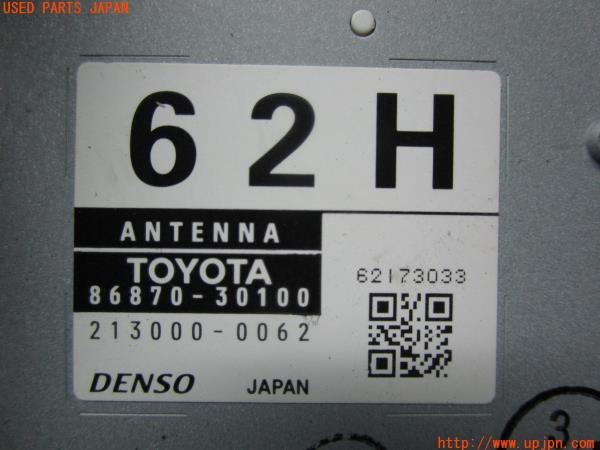 USED PARTS JAPAN
62H
ANTENNA
TOYOTA
86870-30100
62173033
213000-0062
DENSO JAPAN
3
http://www.upjpn.com/